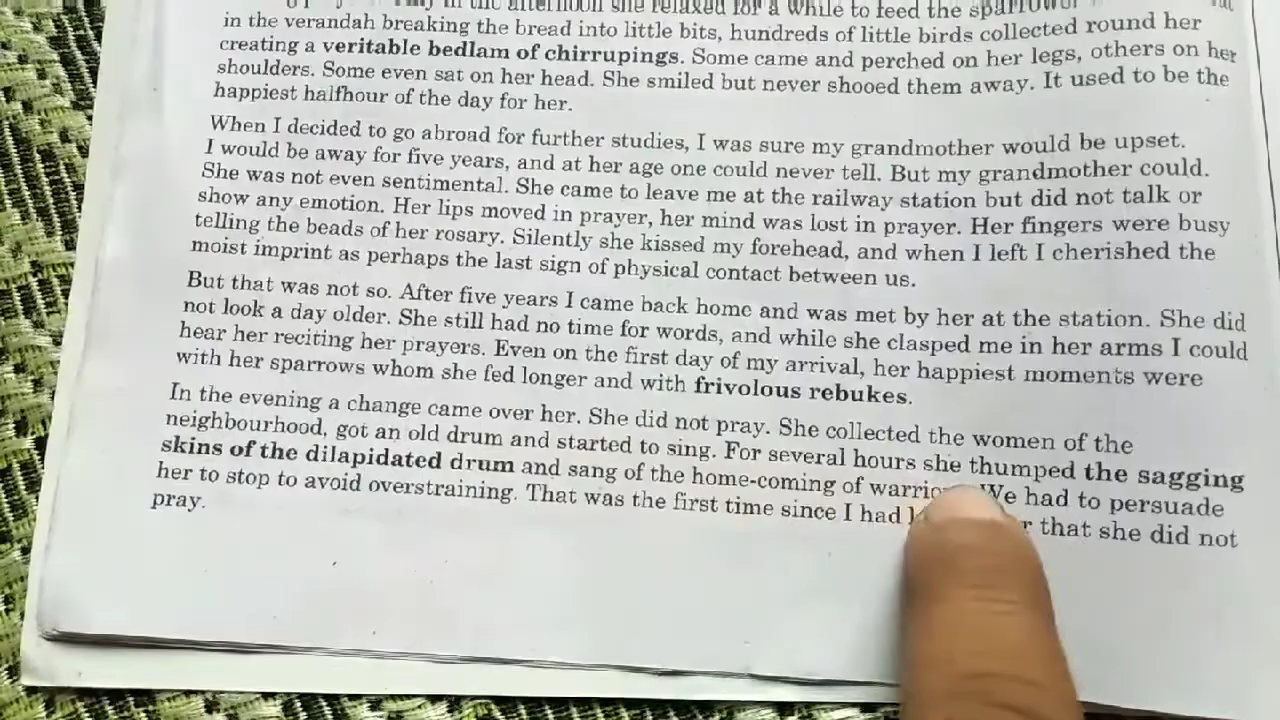 in the afternoon she relaxed for a while to feed the
in the verandah breaking the bread into little bits, hundreds of little birds collected round her
creating a veritable bedlam of chirrupings. Some came and perched on her legs, others on her
shoulders. Some even sat on her head. She smiled but never shooed them away. It used to be the
happiest halfhour of the day for her.
When I decided to go abroad for further studies, I was sure my grandmother would be upset.
I would be away for five years, and at her age one could never tell. But my grandmother could.
She was not even sentimental. She came to leave me at the railway station but did not talk or
show any emotion. Her lips moved in prayer, her mind was lost in prayer. Her fingers were busy
telling the beads of her rosary. Silently she kissed my forehead, and when I left I cherished the
moist imprint as perhaps the last sign of physical contact between us.
But that was not so. After five years I came back home and was met by her at the station. She did
not look a day older. She still had no time for words, and while she clasped me in her arms I could
hear her reciting her prayers. Even on the first day of my arrival, her happiest moments were
with her sparrows whom she fed longer and with frivolous rebukes.
In the evening a change came over her. She did not pray. She collected the women of the
neighbourhood, got an old drum and started to sing. For several hours she thumped the sagging
skins of the dilapidated drum and sang of the home-coming of We had to persuade
her to stop to avoid overstraining. That was the first time since I had that she did not
pray.